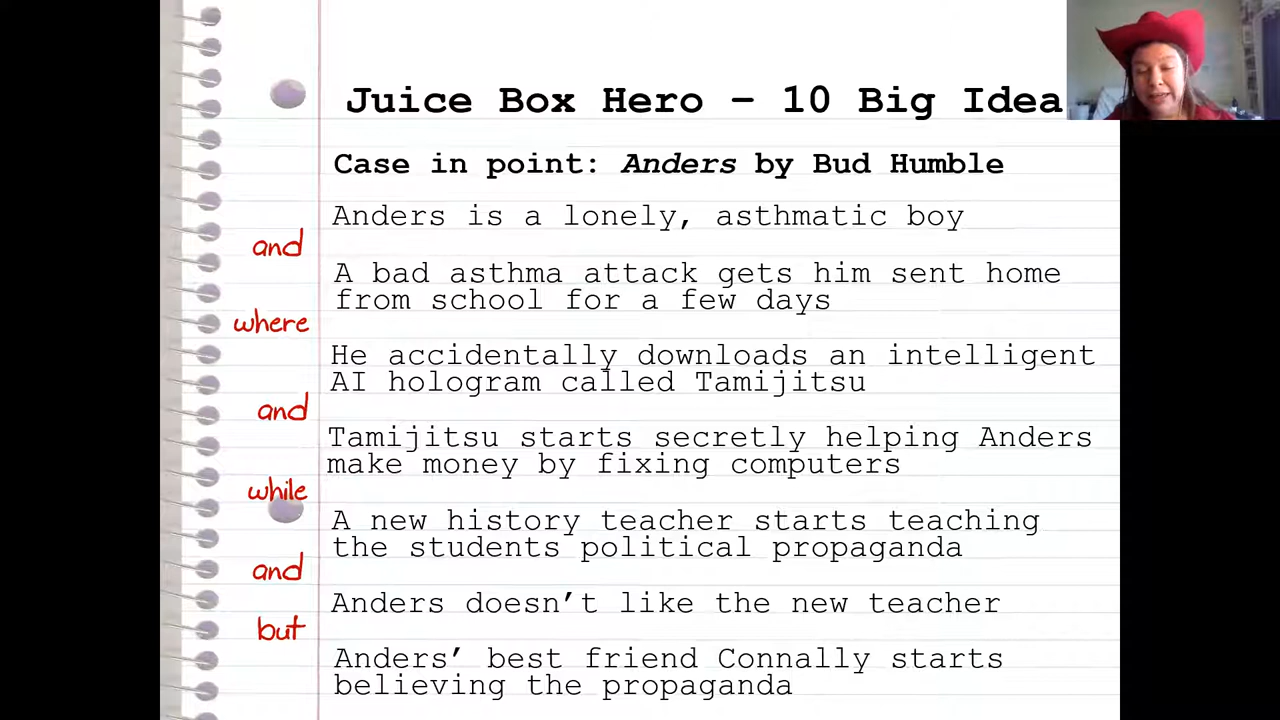 Juice Box Hero – 10 Big Idea
Case in point: Anders by Bud Humble
Anders is a lonely, asthmatic boy
and
A bad asthma attack gets him sent home
from school for a few days
where
He accidentally downloads an intelligent
AI hologram called Tamijitsu
and
Tamijitsu starts secretly helping Anders
make money by fixing computers
while
A new history teacher starts teaching
the students political propaganda
and
Anders doesn’t like the new teacher
but
Anders’ best friend Connally starts
believing the propaganda